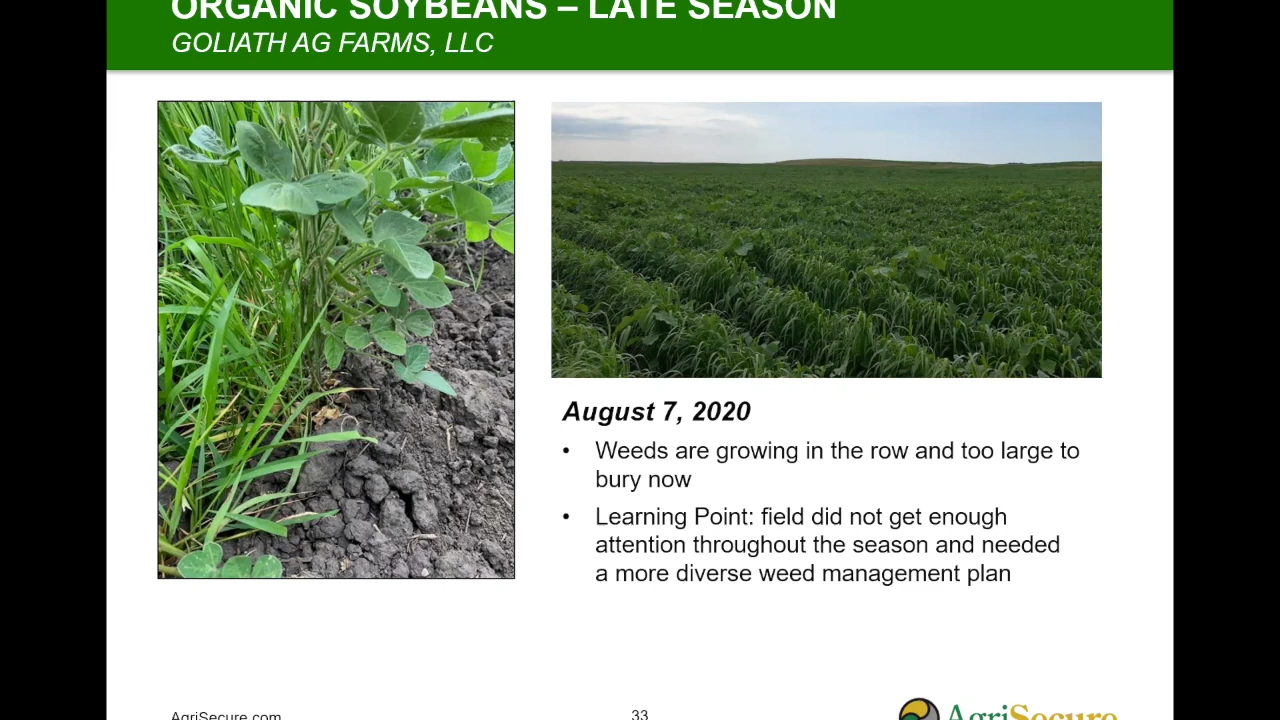 ORGANIC SOYBEANS – LATE SEASON
GOLIATH AG FARMS, LLC
August 7, 2020
• Weeds are growing in the row and too large to
bury now
• Learning Point: field did not get enough
attention throughout the season and needed
a more diverse weed management plan
AgriSecure.com
33
AgriSecure